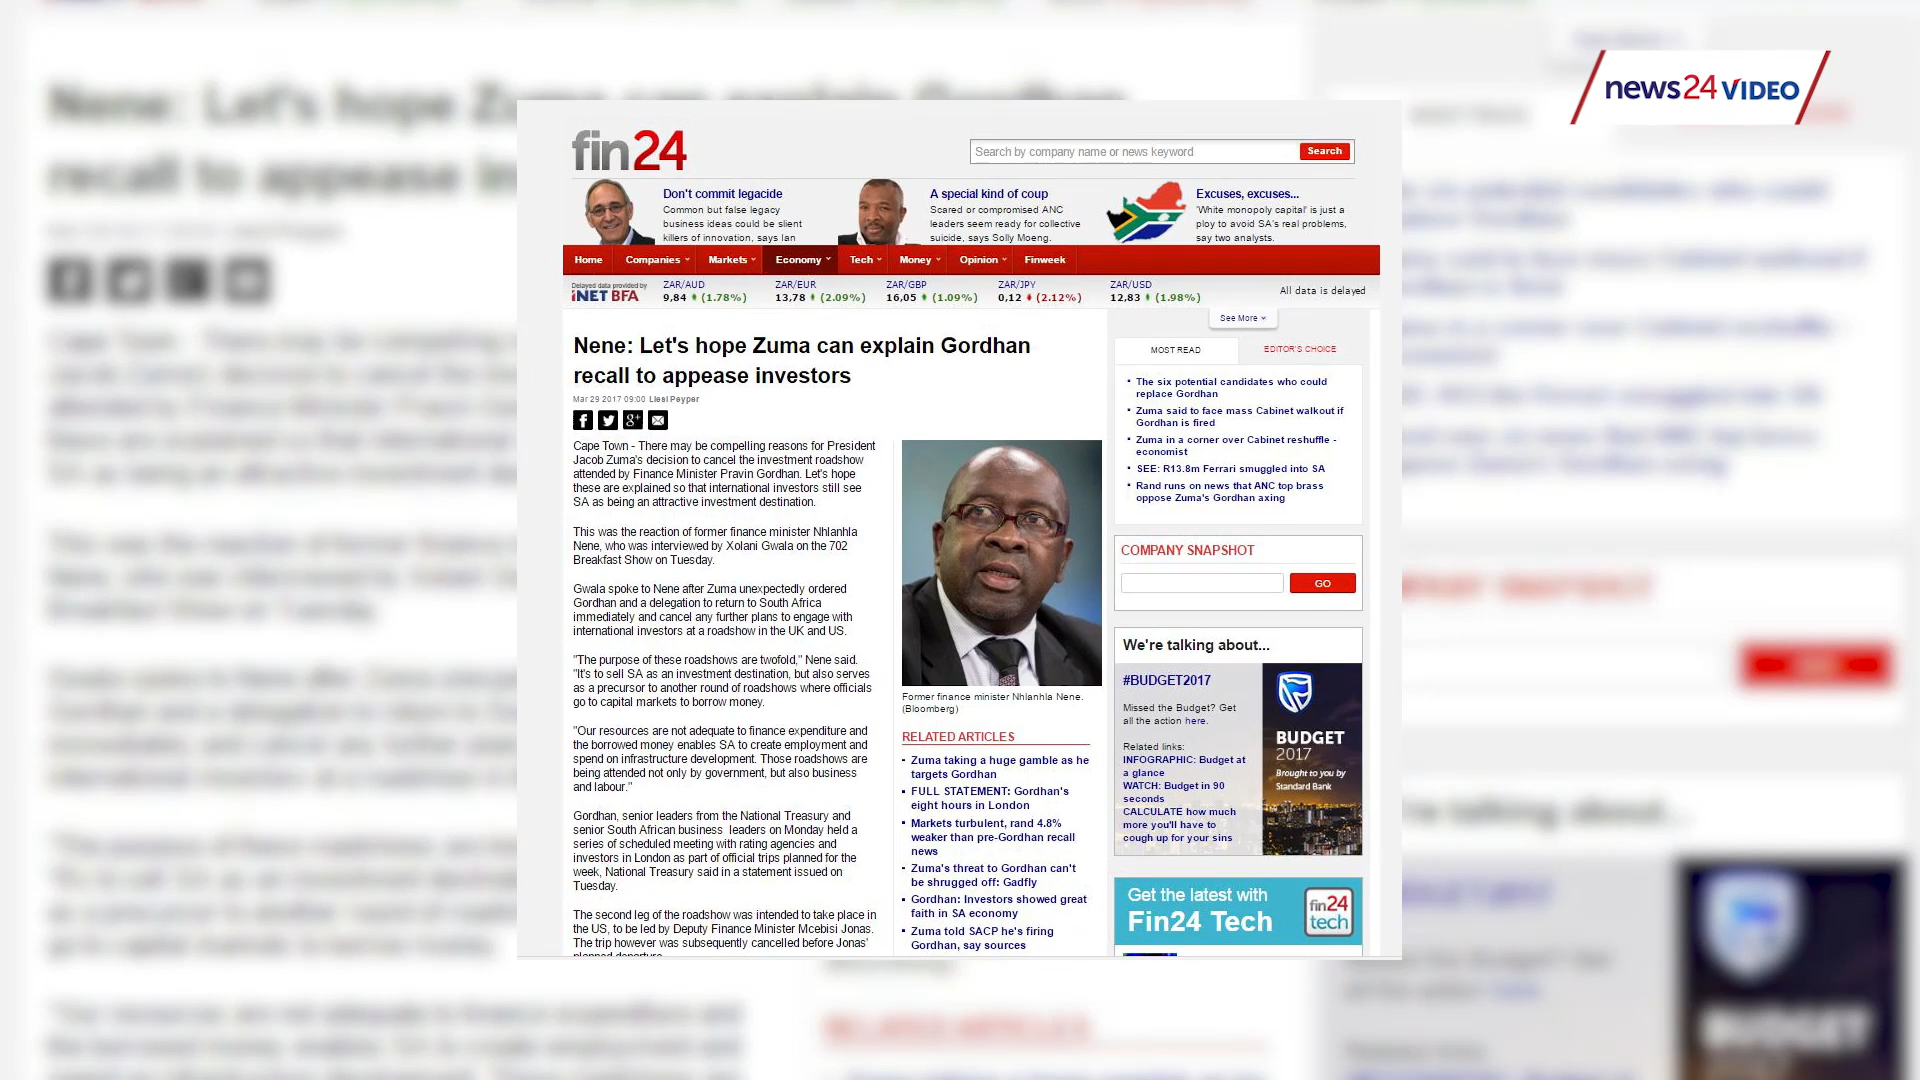 news24 VIDEO
fin24
Search by company name or news keyword
Search
Don't commit legacide
Common but false legacy
business ideas could be silent
killers of innovation, says Ian
A special kind of coup
Scared or compromised ANC
leaders seem ready for collective
suicide, says Solly Moeng.
Excuses, excuses...
'White monopoly capital' is just a
ploy to avoid SA's real problems,
say two analysts.
Home Companies Markets Economy Tech Money Opinion Finweek
Delayed data provided by
iNET BFA
ZAR/AUD
9,84 (1.78%)
ZAR/EUR
13,78 (2.09%)
ZAR/GBP
16,05 (1.09%)
ZAR/JPY
0,12 (2.12%)
ZAR/USD
12,83 (1.98%)
All data is delayed
See More
Nene: Let's hope Zuma can explain Gordhan
recall to appease investors
Mar 29 2017 09:00 Liesl Peyper
Cape Town - There may be compelling reasons for President
Jacob Zuma's decision to cancel the investment roadshow
attended by Finance Minister Pravin Gordhan. Let's hope
these are explained so that international investors still see
SA as being an attractive investment destination.
This was the reaction of former finance minister Nhlanhla
Nene, who was interviewed by Xolani Gwala on the 702
Breakfast Show on Tuesday.
Gwala spoke to Nene after Zuma unexpectedly ordered
Gordhan and a delegation to return to South Africa
immediately and cancel any further plans to engage with
international investors at a roadshow in the UK and US.
"The purpose of these roadshows are twofold," Nene said.
"It's to sell SA as an investment destination, but also serves
as a precursor to another round of roadshows where officials
go to capital markets to borrow money.
"Our resources are not adequate to finance expenditure and
the borrowed money enables SA to create employment and
spend on infrastructure development. Those roadshows are
being attended not only by government, but also business
and labour."
Gordhan, senior leaders from the National Treasury and
senior South African business leaders on Monday held a
series of scheduled meeting with rating agencies and
investors in London as part of official trips planned for the
week, National Treasury said in a statement issued on
Tuesday.
The second leg of the roadshow was intended to take place in
the US, to be led by Deputy Finance Minister Mcebisi Jonas.
The trip however was subsequently cancelled before Jonas'
planned departure.
Former finance minister Nhlanhla Nene.
(Bloomberg)
RELATED ARTICLES
Zuma taking a huge gamble as he
targets Gordhan
FULL STATEMENT: Gordhan's
eight hours in London
Markets turbulent, rand 4.8%
weaker than pre-Gordhan recall
news
Zuma's threat to Gordhan can't
be shrugged off: Gadfly
Gordhan: Investors showed great
faith in SA economy
Zuma told SACP he's firing
Gordhan, say sources
MOST READ
EDITOR'S CHOICE
The six potential candidates who could
replace Gordhan
Zuma said to face mass Cabinet walkout if
Gordhan is fired
Zuma in a corner over Cabinet reshuffle -
economist
SEE: R13.8m Ferrari smuggled into SA
Rand runs on news that ANC top brass
oppose Zuma's Gordhan axing
COMPANY SNAPSHOT
GO
We're talking about...
#BUDGET2017
Missed the Budget? Get
all the action here.
Related links:
INFOGRAPHIC: Budget at
a glance
WATCH: Budget in 90
seconds
CALCULATE how much
more you'll have to
cough up for your sins
BUDGET
2017
Brought to you by
Standard Bank
Get the latest with
Fin24 Tech
fin24
tech